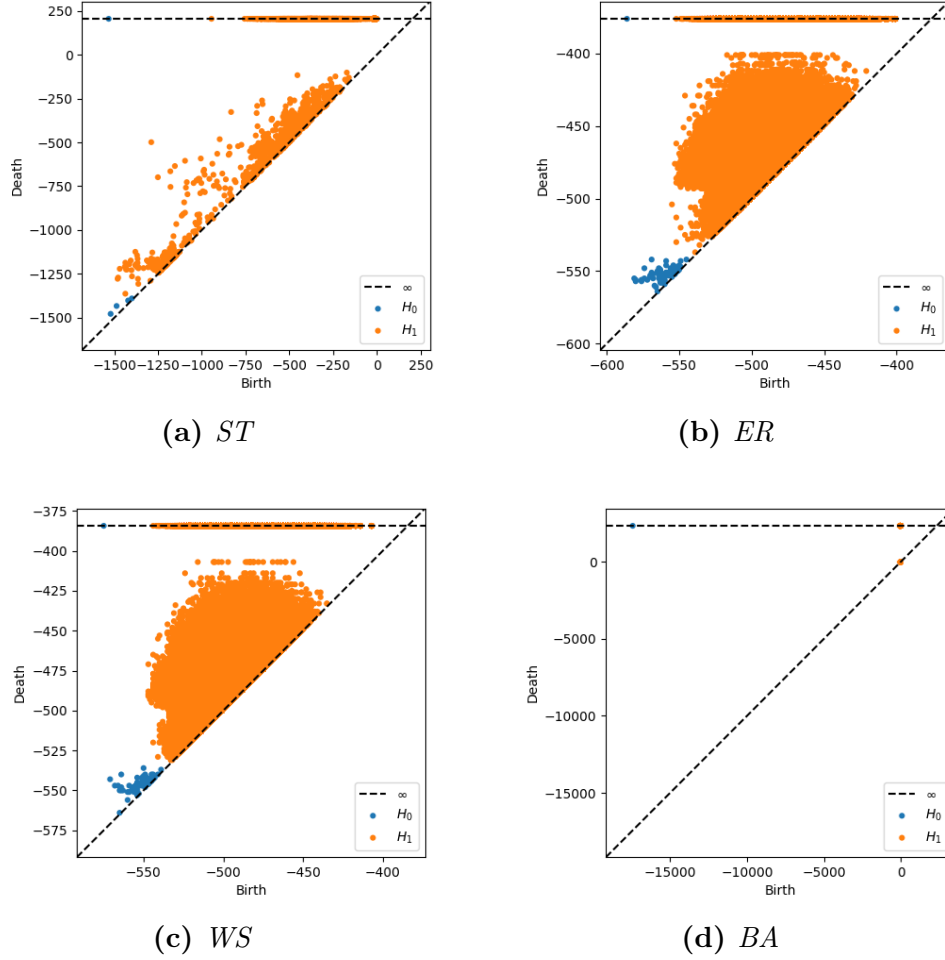 250
0
−250
−500
−750
−1000
−1250
−1500
Death
−1500 −1250 −1000 −750 −500 −250 0 250
Birth
∞
H0
H1
(a) ST
−400
−450
−500
−550
−600
Death
−600 −550 −500 −450 −400
Birth
∞
H0
H1
(b) ER
−375
−400
−425
−450
−475
−500
−525
−550
−575
Death
−550 −500 −450 −400
Birth
∞
H0
H1
(c) WS
0
−5000
−10000
−15000
Death
−15000 −10000 −5000 0
Birth
∞
H0
H1
(d) BA